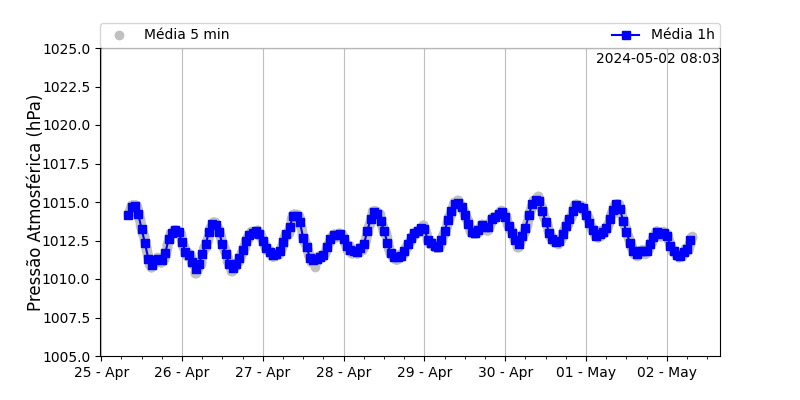 Média 5 min
Média 1h
2024-05-02 08:03
Pressão Atmosférica (hPa)
1025.0
1022.5
1020.0
1017.5
1015.0
1012.5
1010.0
1007.5
1005.0
25 - Apr
26 - Apr
27 - Apr
28 - Apr
29 - Apr
30 - Apr
01 - May
02 - May